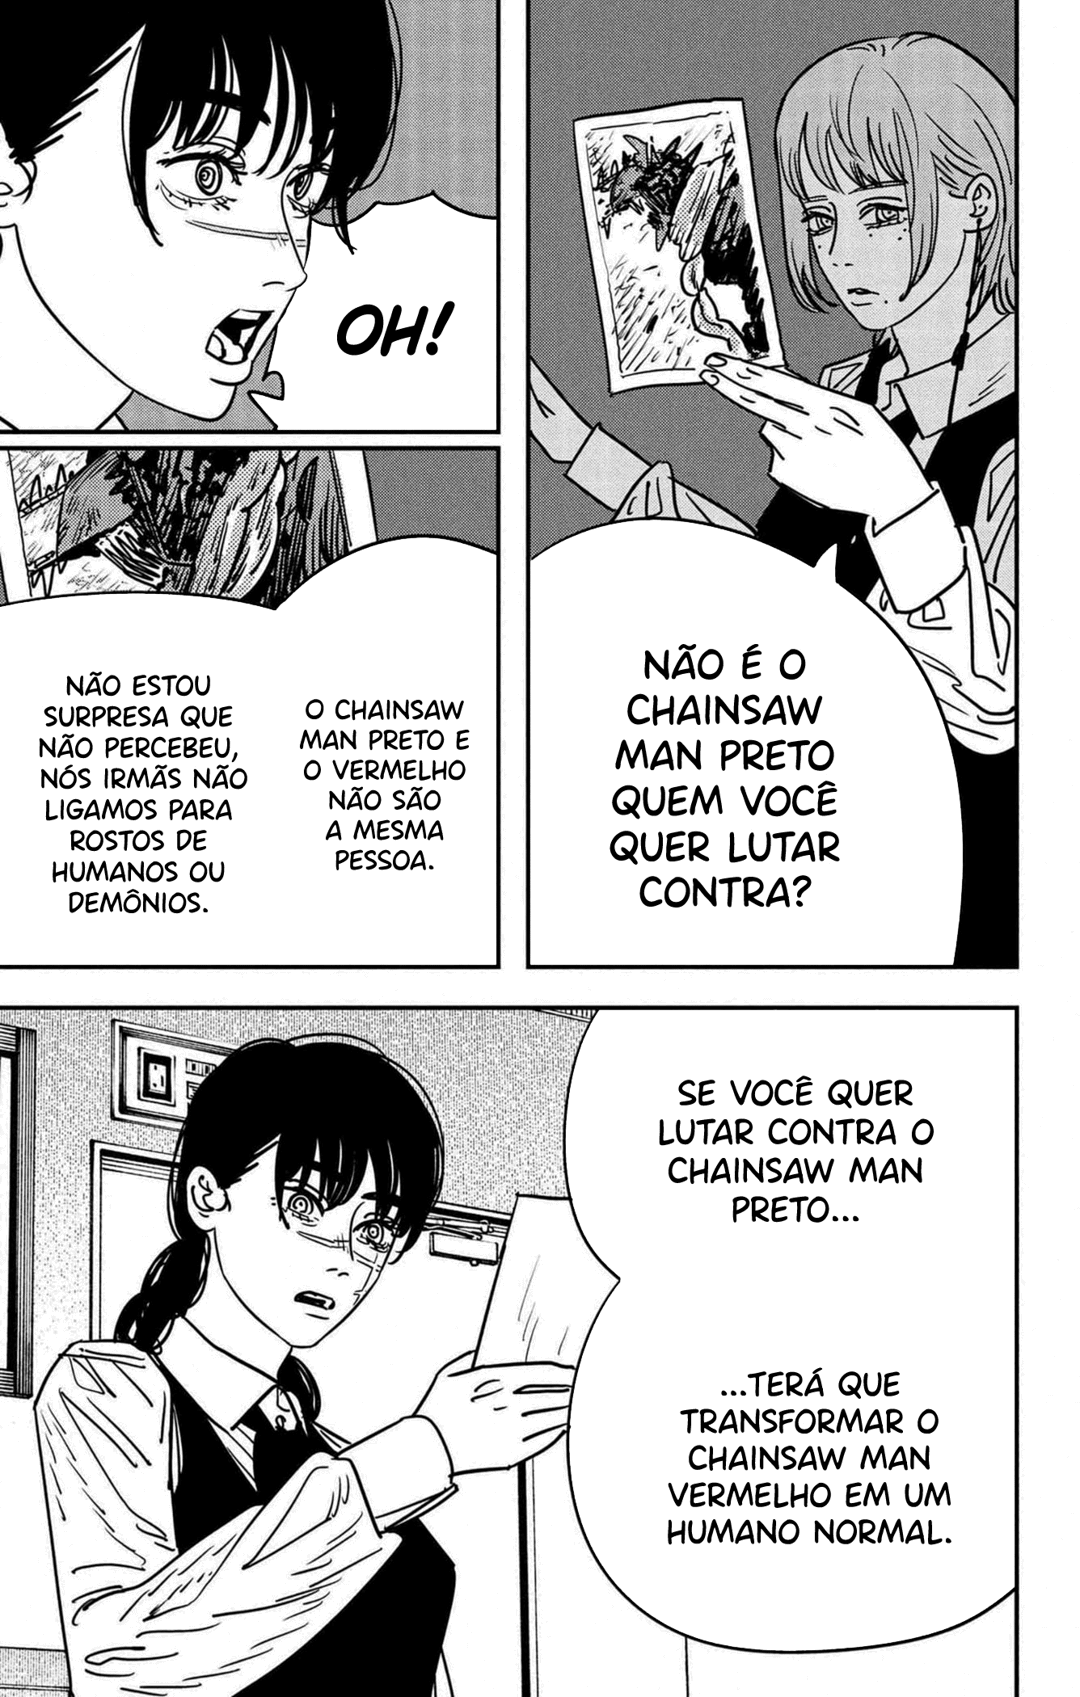 NÃO É O
CHAINSAW
MAN PRETO
QUEM VOCÊ
QUER LUTAR
CONTRA?
OH!
O CHAINSAW
MAN PRETO E
O VERMELHO
NÃO SÃO
A MESMA
PESSOA.
NÃO ESTOU
SURPRESA QUE
NÃO PERCEBEU,
NÓS IRMÃS NÃO
LIGAMOS PARA
ROSTOS DE
HUMANOS OU
DEMÔNIOS.
SE VOCÊ QUER
LUTAR CONTRA O
CHAINSAW MAN
PRETO...
...TERÁ QUE
TRANSFORMAR O
CHAINSAW MAN
VERMELHO EM UM
HUMANO NORMAL.